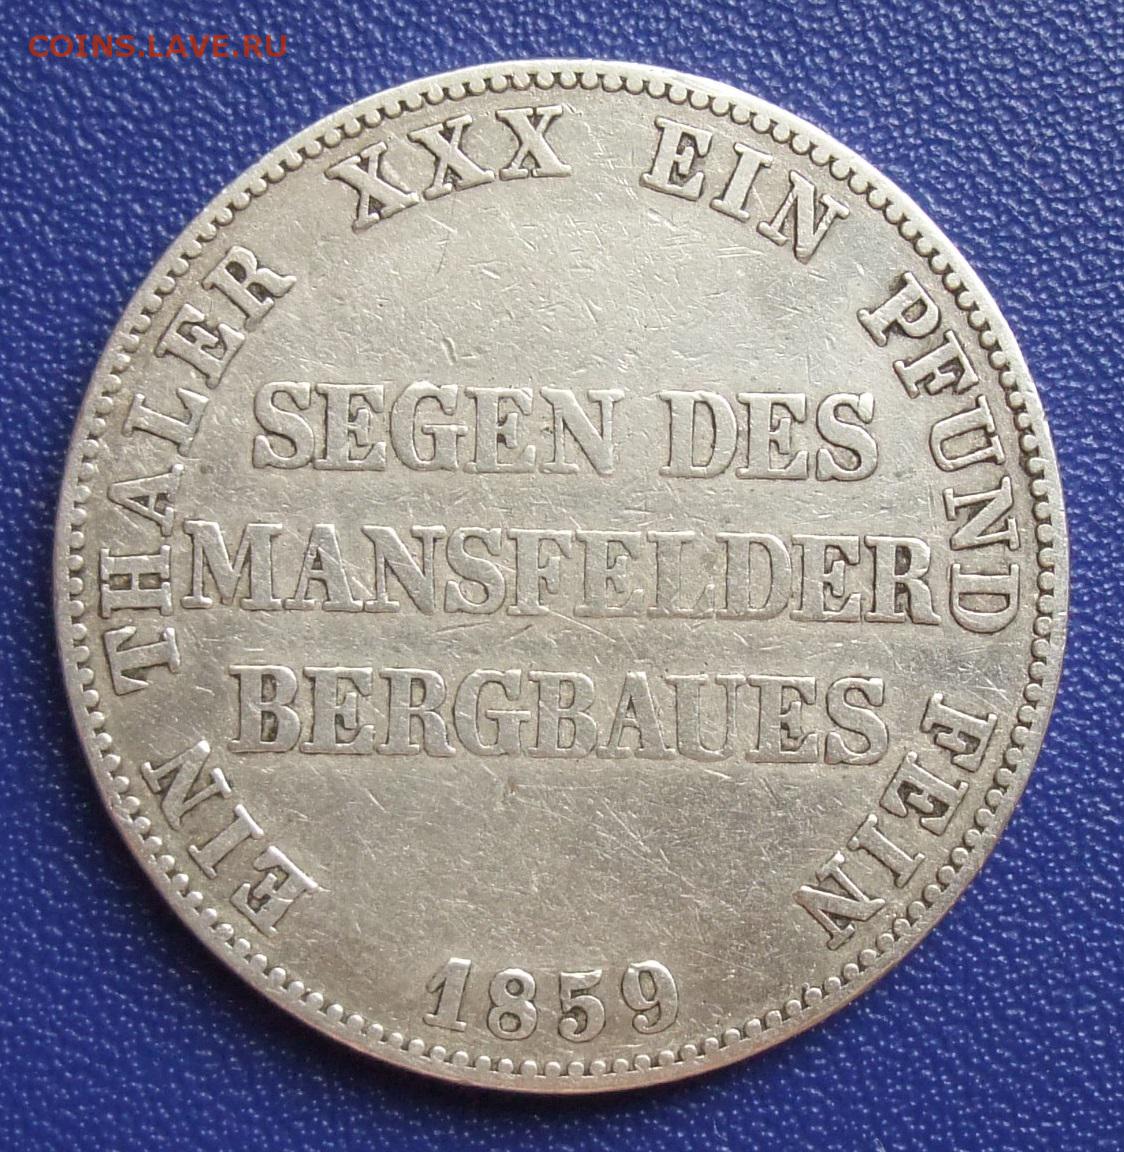 COINS.LAVE.RU
EIN THALER XXX EIN PFUND FEIN
SEGEN DES
MANSFELDER
BERGBAUES
1859